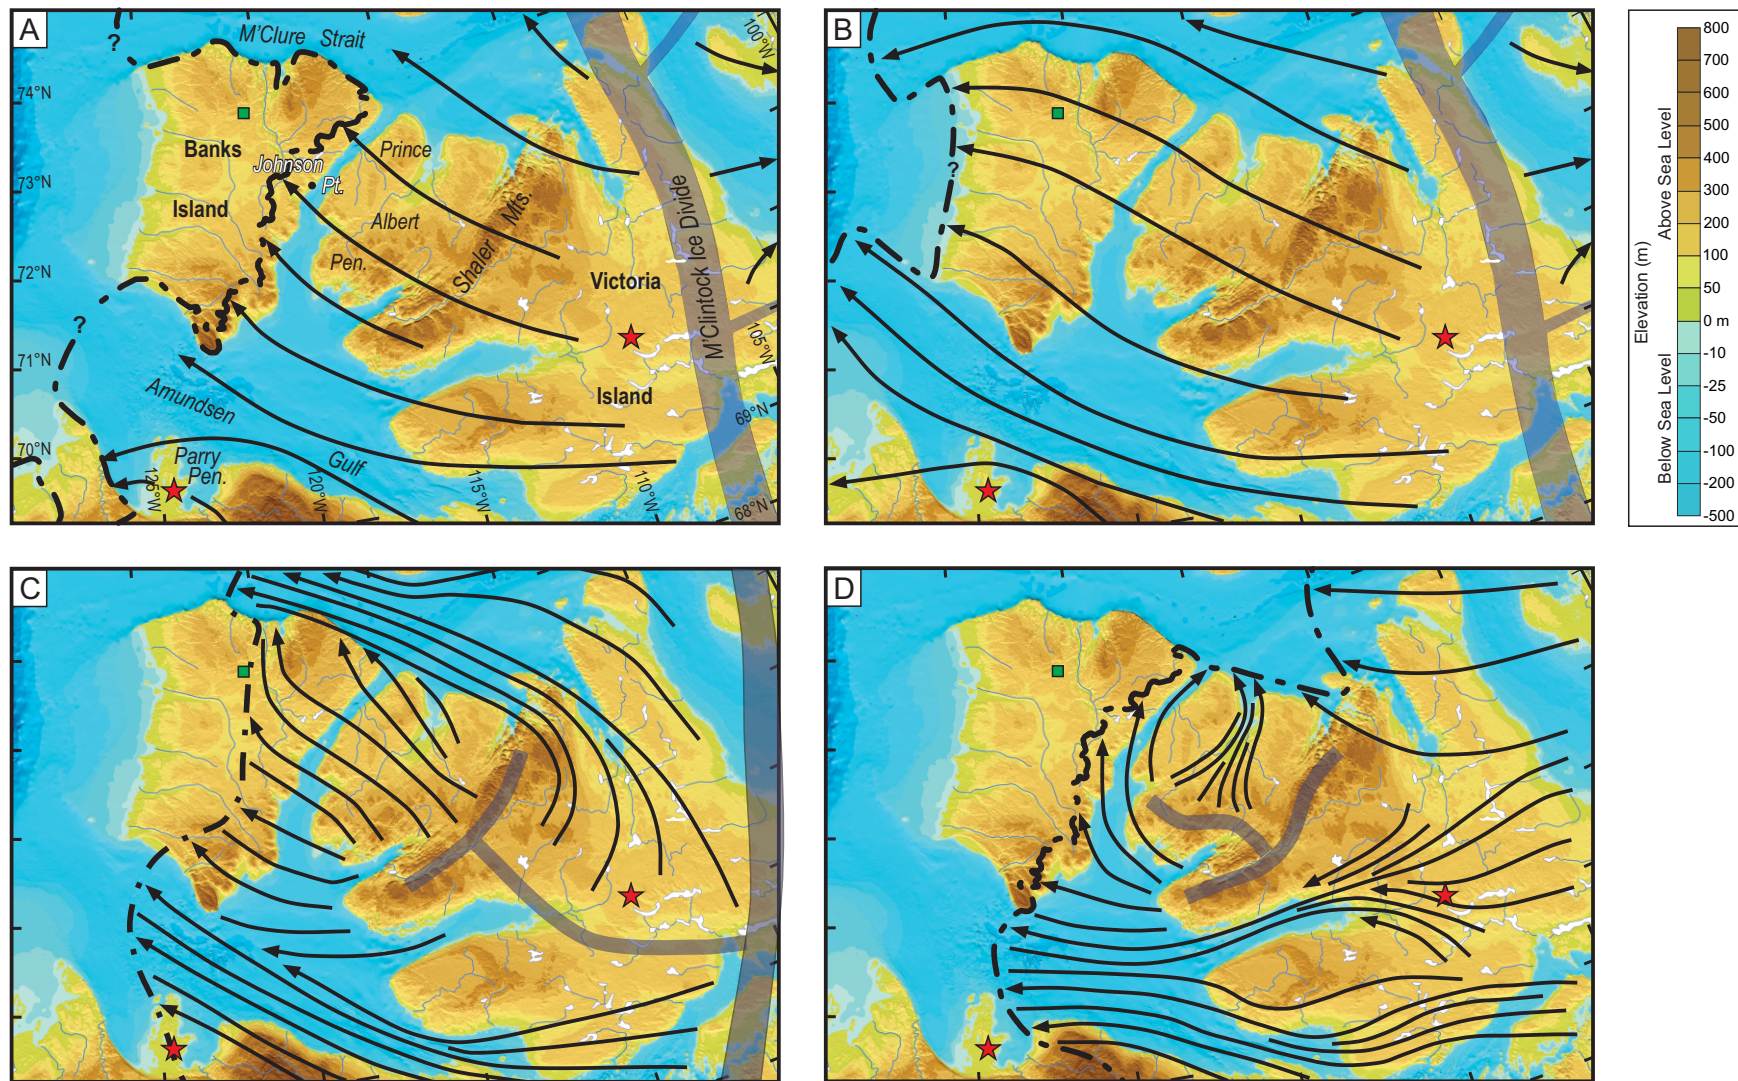 A
M'Clure Strait
?
100°W
74°N
Banks
Johnson
Pt.
Prince
73°N
Island
Albert
Pen.
Shaler Mts.
Victoria
M'Clintock Ice Divide
72°N
?
105°W
71°N
Amundsen
Island
69°N
70°N
Parry
Pen.
Gulf
125°W
120°W
115°W
110°W
68°N
B
?
C
D
800
700
600
500
400
300
200
100
50
0 m
-10
-25
-50
-100
-200
-500
Elevation (m)
Above Sea Level
Below Sea Level